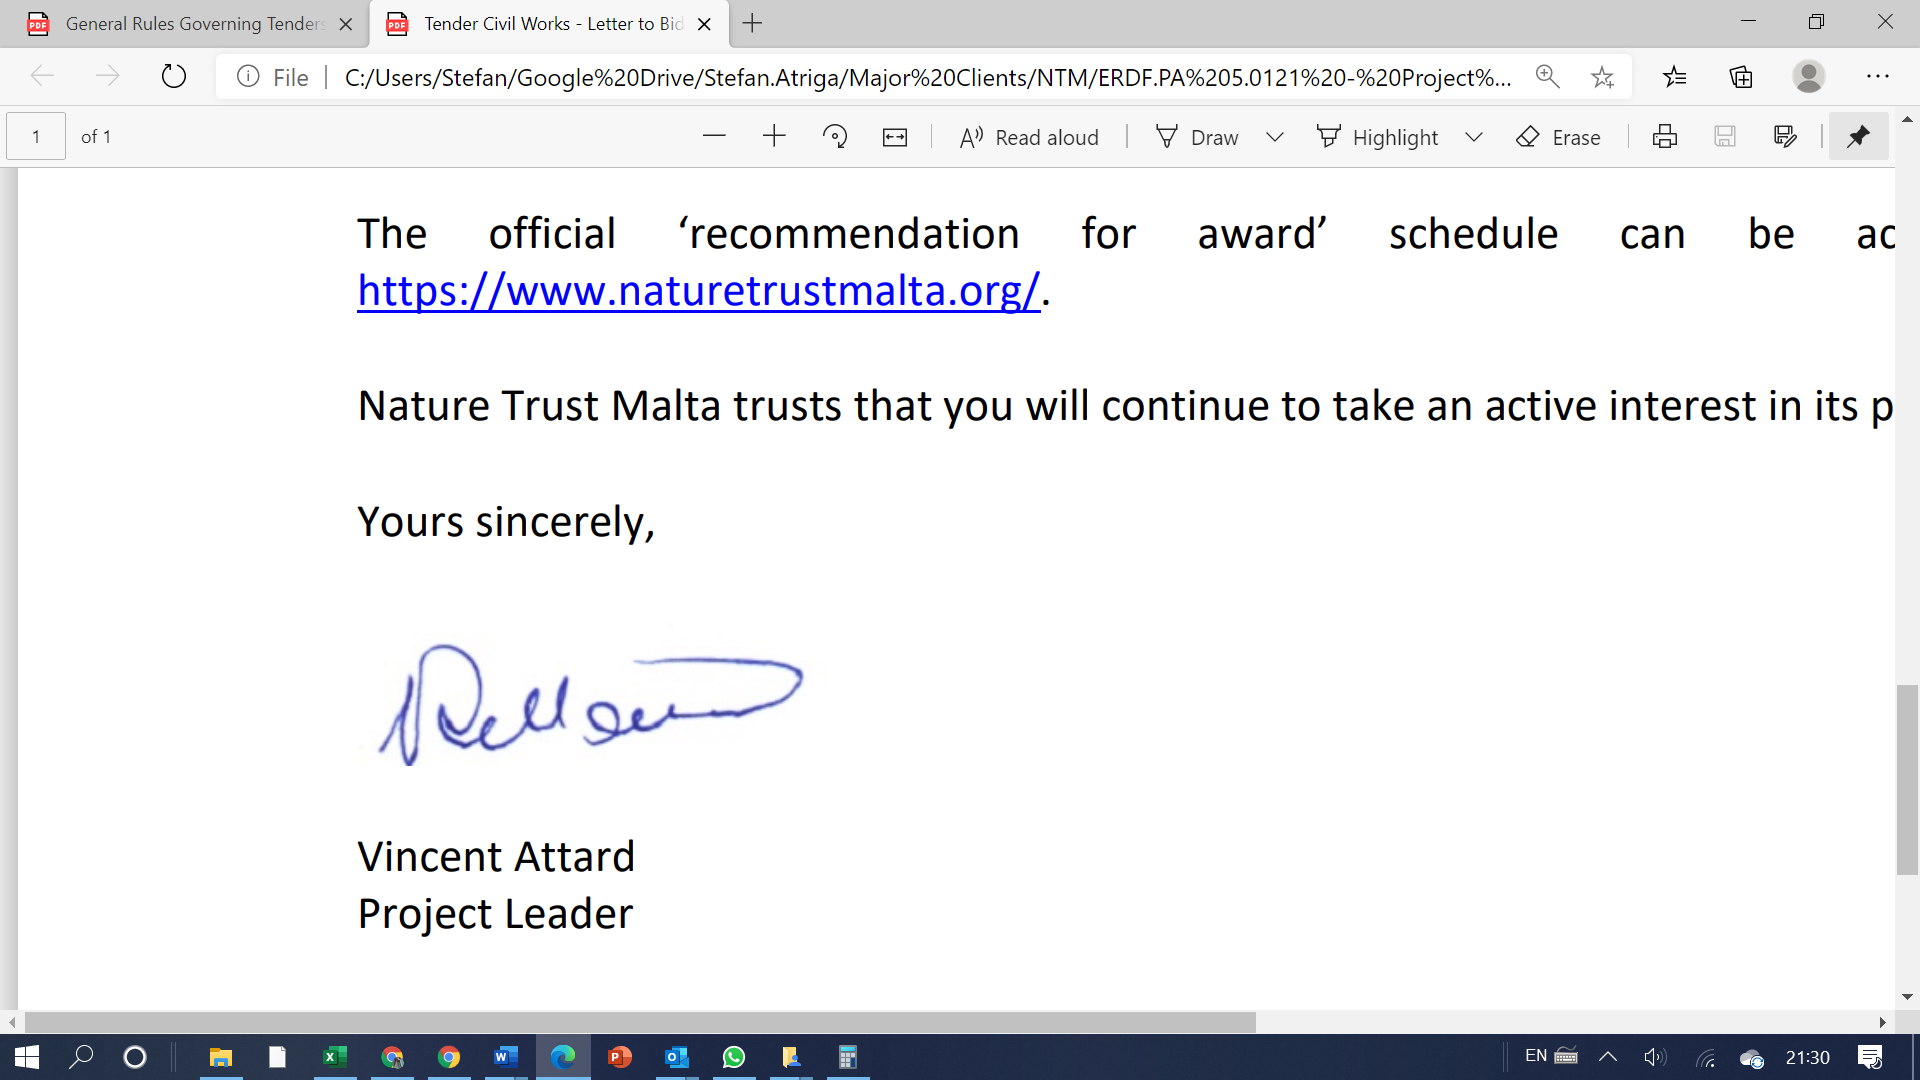 General Rules Governing Tenders
Tender Civil Works - Letter to Bid
File
C:/Users/Stefan/Google%20Drive/Stefan.Atriga/Major%20Clients/NTM/ERDF.PA%205.0121%20-%20Project%...
1 of 1
Read aloud
Draw
Highlight
Erase
The official ‘recommendation for award’ schedule can be ac
https://www.naturetrustmalta.org/.
Nature Trust Malta trusts that you will continue to take an active interest in its p
Yours sincerely,
Vincent Attard
Project Leader
EN
21:30